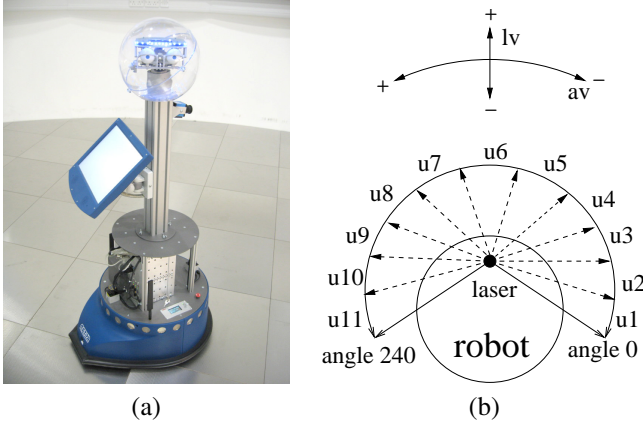 +
lv
+
−
av
−
u6
u7
u5
u8
u4
u9
u3
u10
u2
laser
u11
u1
robot
angle 240
angle 0
(a)
(b)